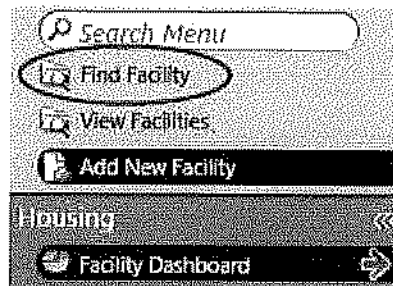 Search Menu
Find Facility
View Facilities
Add New Facility
Housing
Facility Dashboard